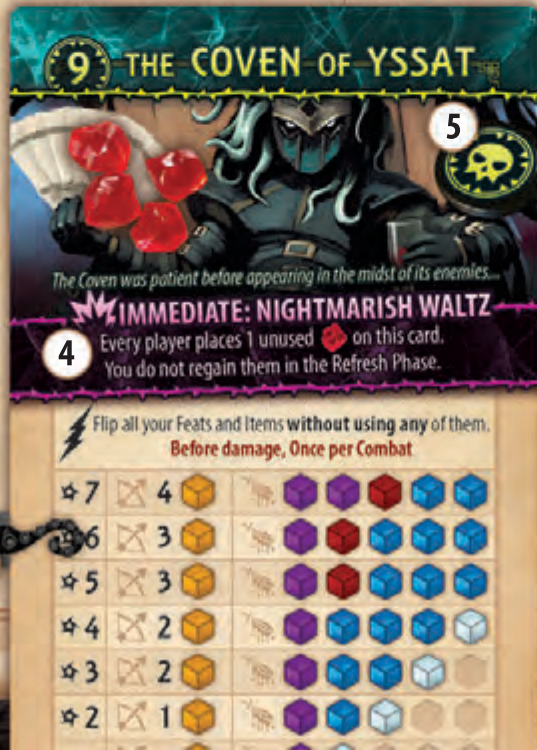 9 THE COVEN OF YSSAT
5
The Coven was patient before appearing in the midst of its enemies...
IMMEDIATE: NIGHTMARISH WALTZ
4
Every player places 1 unused on this card.
You do not regain them in the Refresh Phase.
Flip all your Feats and Items without using any of them.
Before damage, Once per Combat
7 4
6 3
5 3
4 2
3 2
2 1